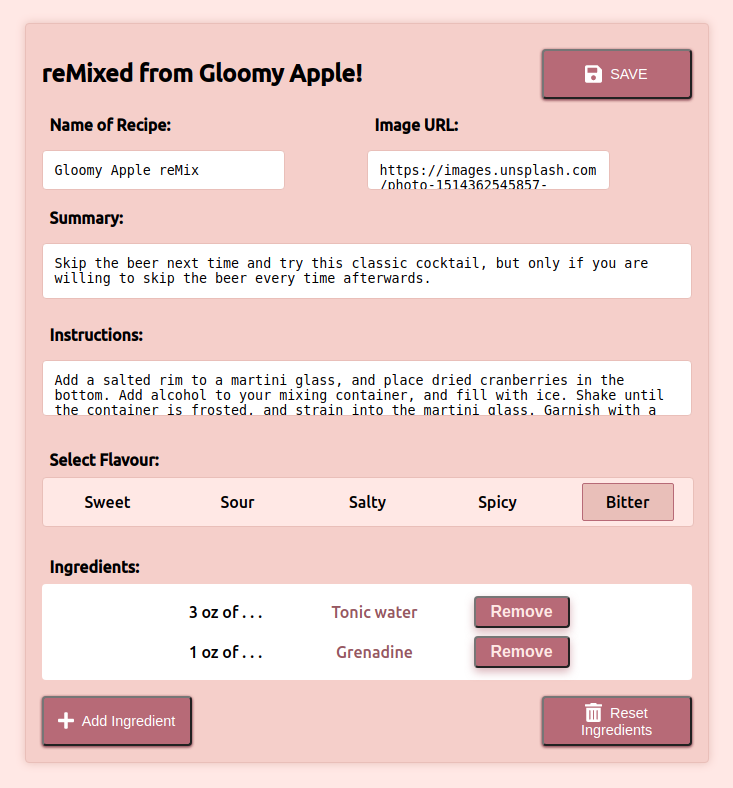 reMixed from Gloomy Apple!
SAVE
Name of Recipe:
Image URL:
Gloomy Apple reMix
https://images.unsplash.com
/photo-1514362545857-
Summary:
Skip the beer next time and try this classic cocktail, but only if you are
willing to skip the beer every time afterwards.
Instructions:
Add a salted rim to a martini glass, and place dried cranberries in the
bottom. Add alcohol to your mixing container, and fill with ice. Shake until
the container is frosted, and strain into the martini glass. Garnish with a
Select Flavour:
Sweet Sour Salty Spicy Bitter
Ingredients:
3 oz of . . . Tonic water Remove
1 oz of . . . Grenadine Remove
Add Ingredient
Reset
Ingredients